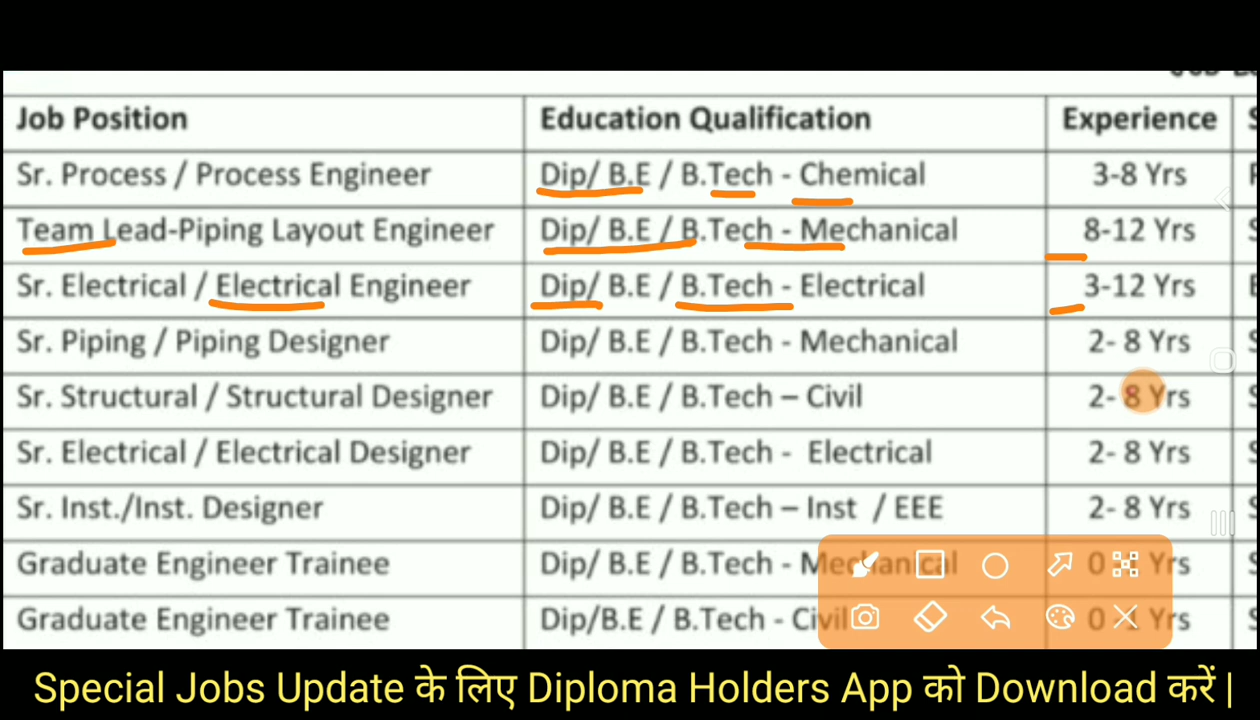 Job Position Education Qualification Experience
Sr. Process / Process Engineer Dip/ B.E / B.Tech - Chemical 3-8 Yrs
Team Lead-Piping Layout Engineer Dip/ B.E / B.Tech - Mechanical 8-12 Yrs
Sr. Electrical / Electrical Engineer Dip/ B.E / B.Tech - Electrical 3-12 Yrs
Sr. Piping / Piping Designer Dip/ B.E / B.Tech - Mechanical 2- 8 Yrs
Sr. Structural / Structural Designer Dip/ B.E / B.Tech – Civil 2- 8 Yrs
Sr. Electrical / Electrical Designer Dip/ B.E / B.Tech - Electrical 2- 8 Yrs
Sr. Inst./Inst. Designer Dip/ B.E / B.Tech – Inst / EEE 2- 8 Yrs
Graduate Engineer Trainee Dip/ B.E / B.Tech - Mechanical 0 Yrs
Graduate Engineer Trainee Dip/B.E / B.Tech - Civil 0 Yrs
Special Jobs Update के लिए Diploma Holders App को Download करें |